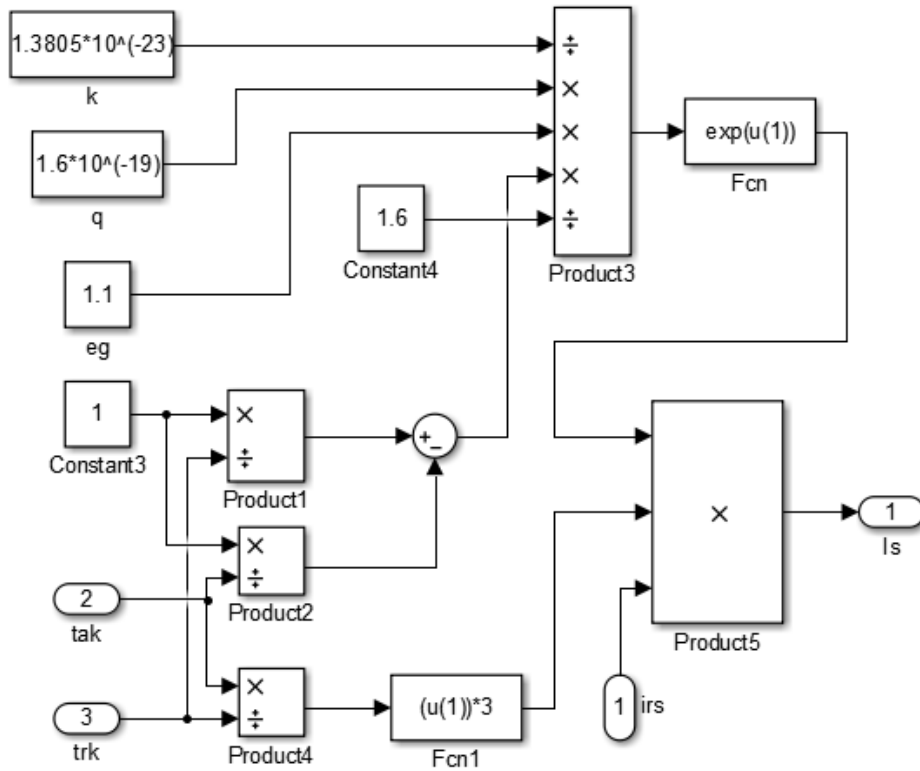 1.3805*10^(-23)
k
1.6*10^(-19)
q
1.1
eg
1
Constant3
2
tak
3
trk
1.6
Constant4
÷
×
×
×
÷
Product3
exp(u(1))
Fcn
×
÷
Product1
+
-
×
÷
Product2
×
÷
Product4
(u(1))*3
Fcn1
1
irs
×
Product5
1
Is